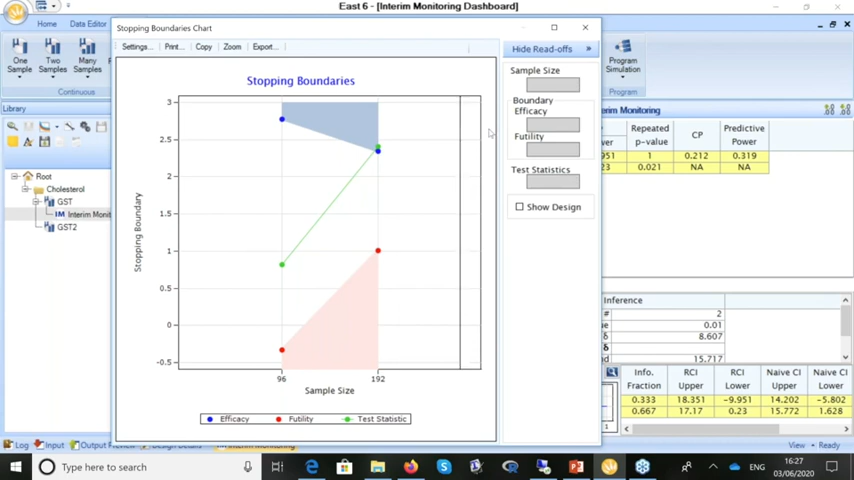 East 6 - [Interim Monitoring Dashboard]
Home
Data Editor
One Sample
Two Samples
Many Samples
Continuous
Program Simulation
Program
Library
Root
Cholesterol
GST
IM Interim Monit
GST2
Stopping Boundaries Chart
Settings...
Print...
Copy
Zoom
Export...
Hide Read-offs »
Stopping Boundaries
3
2.5
2
1.5
1
0.5
0
-0.5
Stopping Boundary
96
192
Sample Size
Efficacy
Futility
Test Statistic
Sample Size
Boundary
Efficacy
Futility
Test Statistics
Show Design
erim Monitoring
wer
Repeated p-value
CP
Predictive Power
951 1 0.212 0.319
23 0.021 NA NA
Inference
# 2
ue 0.01
8.607
δ
nd 15.717
Info. Fraction
RCI Upper
RCI Lower
Naive CI Upper
Naive CI Lower
0.333 18.351 -9.951 14.202 -5.802
0.667 17.17 0.23 15.772 1.628
1
Log
Input
View
Ready
Type here to search
ENG
16:27
03/06/2020